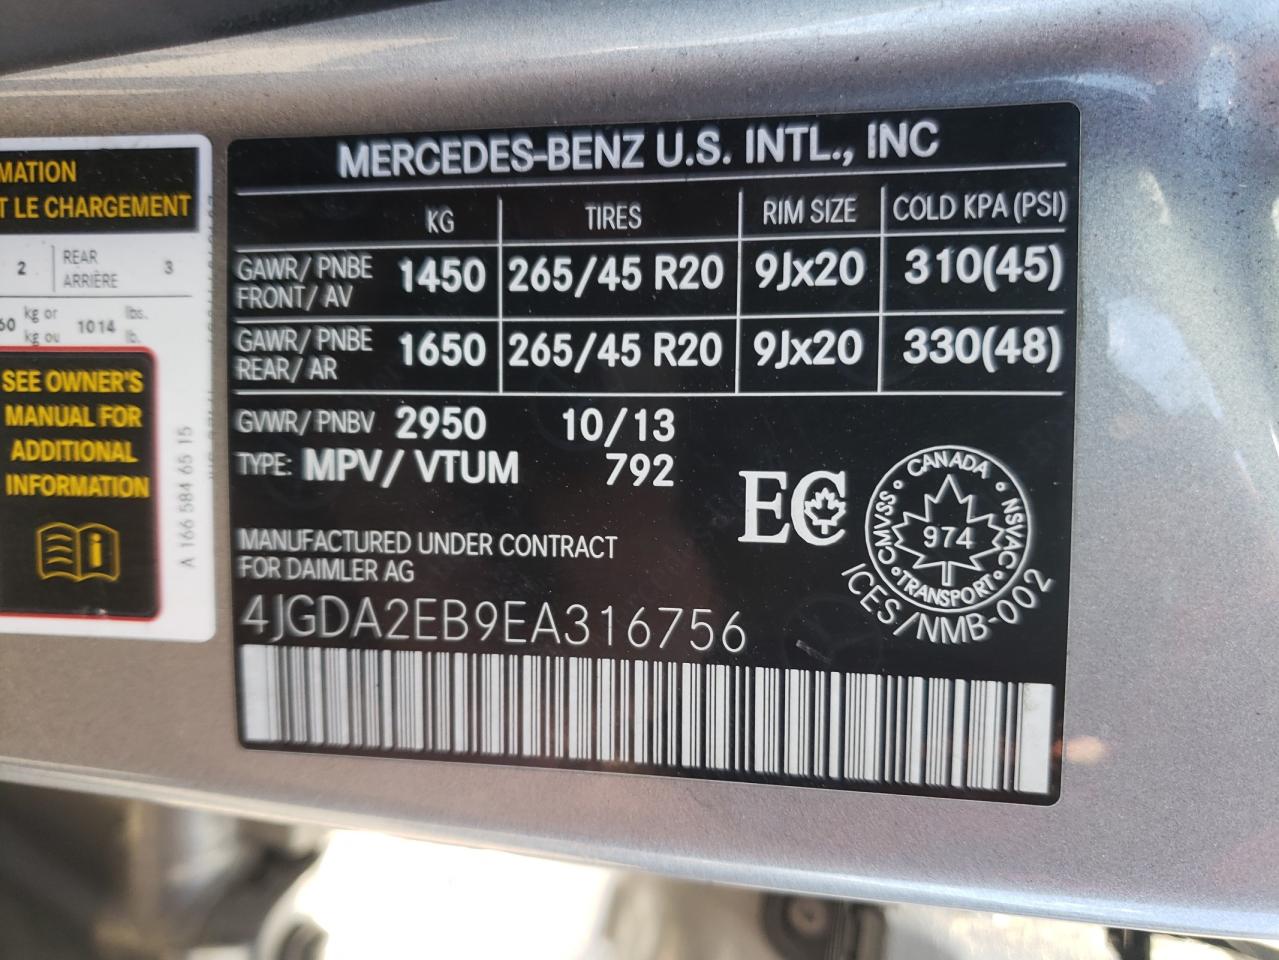 MATION
T LE CHARGEMENT
2 REAR ARRIÈRE 3
kg or kg ou 1014 lbs. lb.
SEE OWNER'S
MANUAL FOR
ADDITIONAL
INFORMATION
A 166 584 65 15
MERCEDES-BENZ U.S. INTL., INC
KG TIRES RIM SIZE COLD KPA (PSI)
GAWR/ PNBE FRONT/ AV 1450 265/45 R20 9Jx20 310(45)
GAWR/ PNBE REAR/ AR 1650 265/45 R20 9Jx20 330(48)
GVWR/ PNBV 2950 10/13
TYPE: MPV/ VTUM 792
MANUFACTURED UNDER CONTRACT
FOR DAIMLER AG
4JGDA2EB9EA316756
EC
CANADA
CMVSS
NSVAC
974
TRANSPORT
ICES/NMB-002